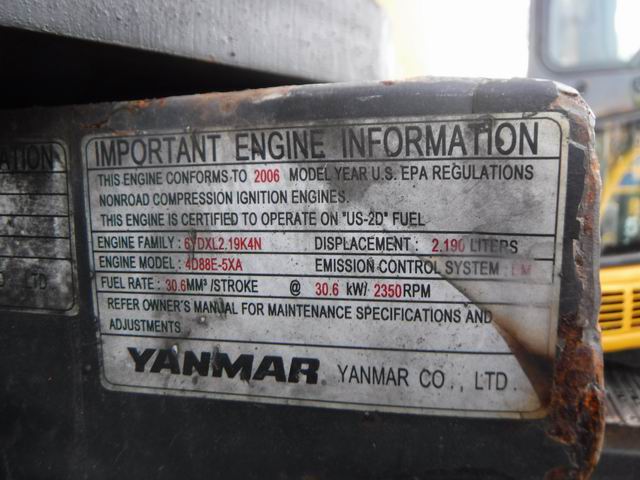 ATION
LTD
IMPORTANT ENGINE INFORMATION
THIS ENGINE CONFORMS TO 2006 MODEL YEAR U.S. EPA REGULATIONS
NONROAD COMPRESSION IGNITION ENGINES.
THIS ENGINE IS CERTIFIED TO OPERATE ON "US-2D" FUEL
ENGINE FAMILY : 6YDXL2.19K4N DISPLACEMENT : 2.190 LITERS
ENGINE MODEL : 4D88E-5XA EMISSION CONTROL SYSTEM : EM
FUEL RATE : 30.6MM³ /STROKE @ 30.6 kW/ 2350RPM
REFER OWNER'S MANUAL FOR MAINTENANCE SPECIFICATIONS AND
ADJUSTMENTS
YANMAR YANMAR CO., LTD.